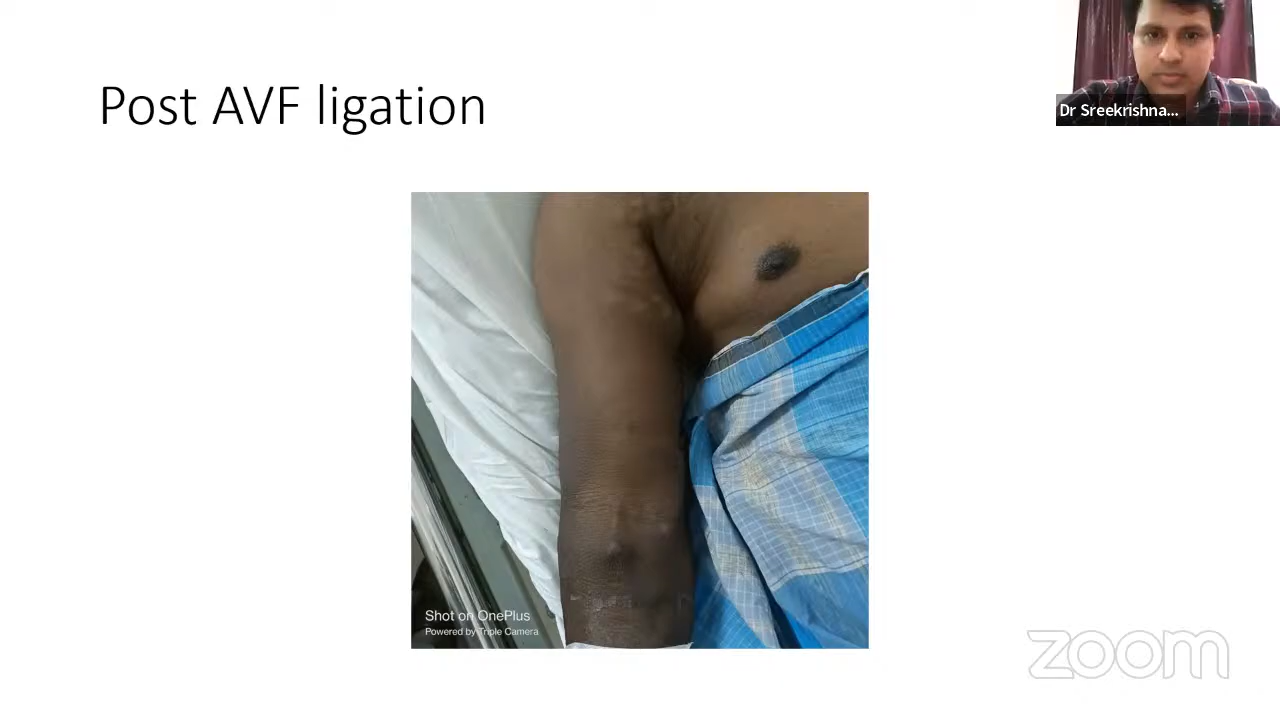 Post AVF ligation
Dr Sreekrishna...
Shot on OnePlus
Powered by Triple Camera
zoom